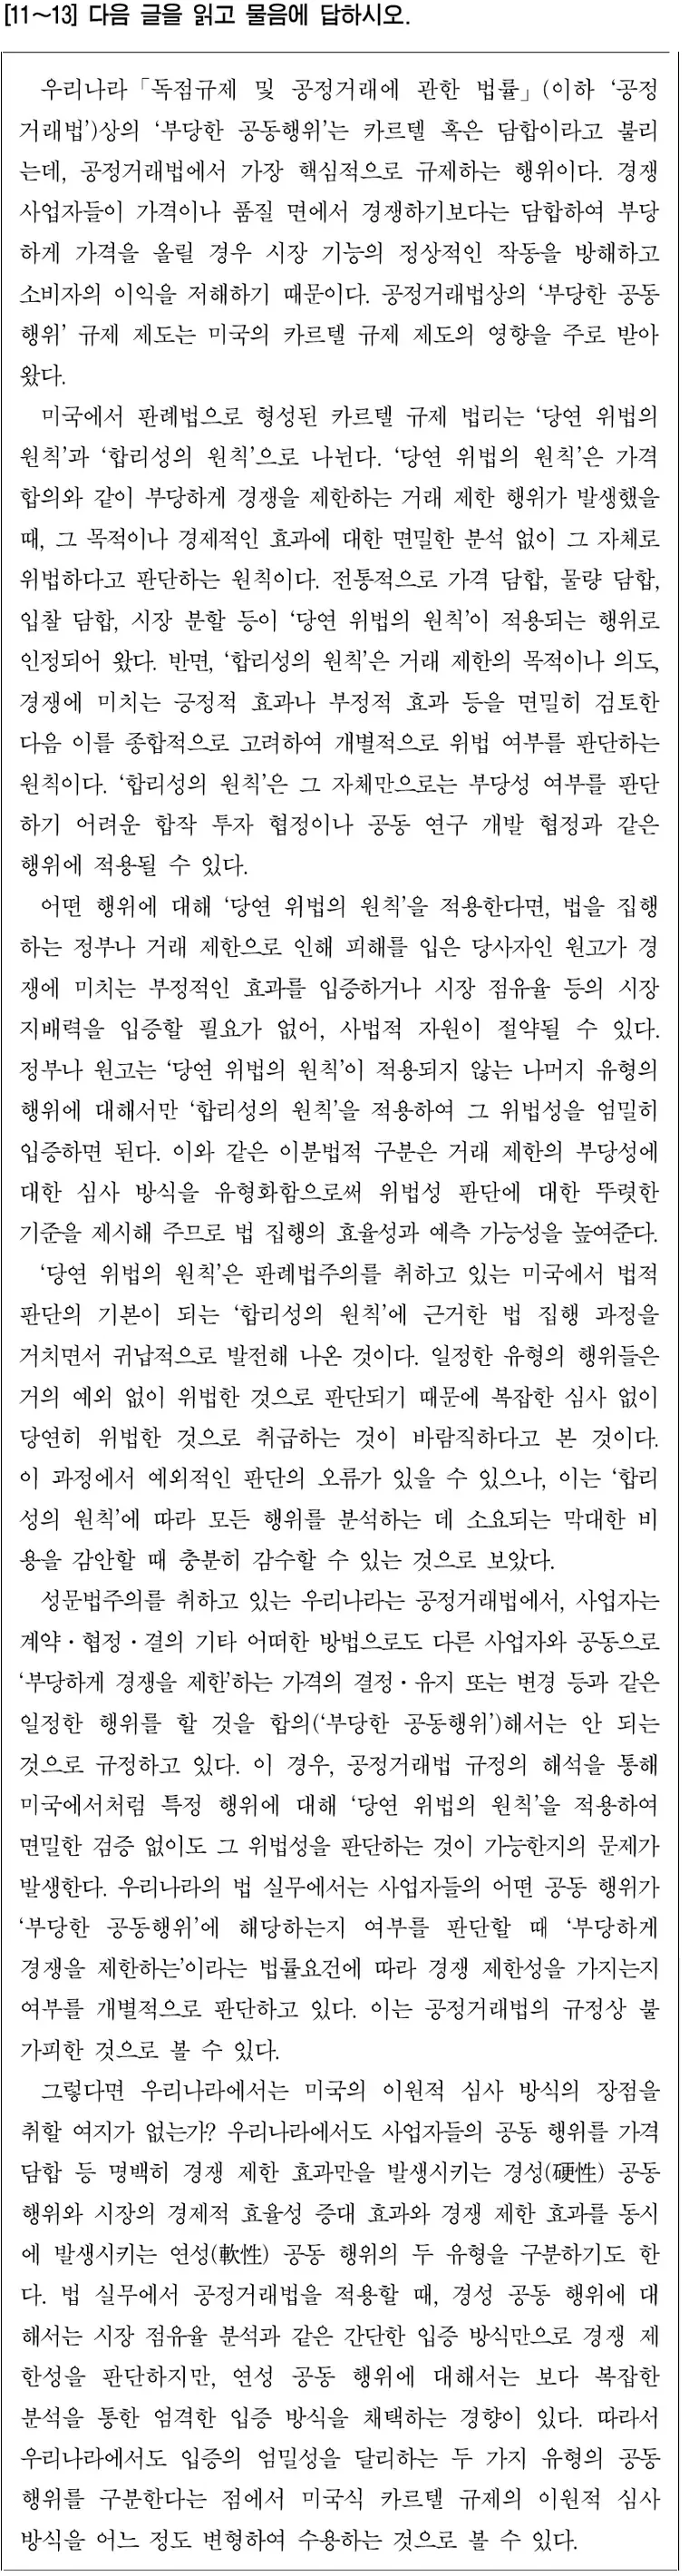 [11～13] 다음 글을 읽고 물음에 답하시오.
우리나라「독점규제 및 공정거래에 관한 법률」(이하 ‘공정
거래법’)상의 ‘부당한 공동행위’는 카르텔 혹은 담합이라고 불리
는데, 공정거래법에서 가장 핵심적으로 규제하는 행위이다. 경쟁
사업자들이 가격이나 품질 면에서 경쟁하기보다는 담합하여 부당
하게 가격을 올릴 경우 시장 기능의 정상적인 작동을 방해하고
소비자의 이익을 저해하기 때문이다. 공정거래법상의 ‘부당한 공동
행위’ 규제 제도는 미국의 카르텔 규제 제도의 영향을 주로 받아
왔다.
미국에서 판례법으로 형성된 카르텔 규제 법리는 ‘당연 위법의
원칙’과 ‘합리성의 원칙’으로 나뉜다. ‘당연 위법의 원칙’은 가격
합의와 같이 부당하게 경쟁을 제한하는 거래 제한 행위가 발생했을
때, 그 목적이나 경제적인 효과에 대한 면밀한 분석 없이 그 자체로
위법하다고 판단하는 원칙이다. 전통적으로 가격 담합, 물량 담합,
입찰 담합, 시장 분할 등이 ‘당연 위법의 원칙’이 적용되는 행위로
인정되어 왔다. 반면, ‘합리성의 원칙’은 거래 제한의 목적이나 의도,
경쟁에 미치는 긍정적 효과나 부정적 효과 등을 면밀히 검토한
다음 이를 종합적으로 고려하여 개별적으로 위법 여부를 판단하는
원칙이다. ‘합리성의 원칙’은 그 자체만으로는 부당성 여부를 판단
하기 어려운 합작 투자 협정이나 공동 연구 개발 협정과 같은
행위에 적용될 수 있다.
어떤 행위에 대해 ‘당연 위법의 원칙’을 적용한다면, 법을 집행
하는 정부나 거래 제한으로 인해 피해를 입은 당사자인 원고가 경
쟁에 미치는 부정적인 효과를 입증하거나 시장 점유율 등의 시장
지배력을 입증할 필요가 없어, 사법적 자원이 절약될 수 있다.
정부나 원고는 ‘당연 위법의 원칙’이 적용되지 않는 나머지 유형의
행위에 대해서만 ‘합리성의 원칙’을 적용하여 그 위법성을 엄밀히
입증하면 된다. 이와 같은 이분법적 구분은 거래 제한의 부당성에
대한 심사 방식을 유형화함으로써 위법성 판단에 대한 뚜렷한
기준을 제시해 주므로 법 집행의 효율성과 예측 가능성을 높여준다.
‘당연 위법의 원칙’은 판례법주의를 취하고 있는 미국에서 법적
판단의 기본이 되는 ‘합리성의 원칙’에 근거한 법 집행 과정을
거치면서 귀납적으로 발전해 나온 것이다. 일정한 유형의 행위들은
거의 예외 없이 위법한 것으로 판단되기 때문에 복잡한 심사 없이
당연히 위법한 것으로 취급하는 것이 바람직하다고 본 것이다.
이 과정에서 예외적인 판단의 오류가 있을 수 있으나, 이는 ‘합리
성의 원칙’에 따라 모든 행위를 분석하는 데 소요되는 막대한 비
용을 감안할 때 충분히 감수할 수 있는 것으로 보았다.
성문법주의를 취하고 있는 우리나라는 공정거래법에서, 사업자는
계약·협정·결의 기타 어떠한 방법으로도 다른 사업자와 공동으로
‘부당하게 경쟁을 제한’하는 가격의 결정·유지 또는 변경 등과 같은
일정한 행위를 할 것을 합의(‘부당한 공동행위’)해서는 안 되는
것으로 규정하고 있다. 이 경우, 공정거래법 규정의 해석을 통해
미국에서처럼 특정 행위에 대해 ‘당연 위법의 원칙’을 적용하여
면밀한 검증 없이도 그 위법성을 판단하는 것이 가능한지의 문제가
발생한다. 우리나라의 법 실무에서는 사업자들의 어떤 공동 행위가
‘부당한 공동행위’에 해당하는지 여부를 판단할 때 ‘부당하게
경쟁을 제한하는’이라는 법률요건에 따라 경쟁 제한성을 가지는지
여부를 개별적으로 판단하고 있다. 이는 공정거래법의 규정상 불
가피한 것으로 볼 수 있다.
그렇다면 우리나라에서는 미국의 이원적 심사 방식의 장점을
취할 여지가 없는가? 우리나라에서도 사업자들의 공동 행위를 가격
담합 등 명백히 경쟁 제한 효과만을 발생시키는 경성(硬性) 공동
행위와 시장의 경제적 효율성 증대 효과와 경쟁 제한 효과를 동시
에 발생시키는 연성(軟性) 공동 행위의 두 유형을 구분하기도 한
다. 법 실무에서 공정거래법을 적용할 때, 경성 공동 행위에 대
해서는 시장 점유율 분석과 같은 간단한 입증 방식만으로 경쟁 제
한성을 판단하지만, 연성 공동 행위에 대해서는 보다 복잡한
분석을 통한 엄격한 입증 방식을 채택하는 경향이 있다. 따라서
우리나라에서도 입증의 엄밀성을 달리하는 두 가지 유형의 공동
행위를 구분한다는 점에서 미국식 카르텔 규제의 이원적 심사
방식을 어느 정도 변형하여 수용하는 것으로 볼 수 있다.